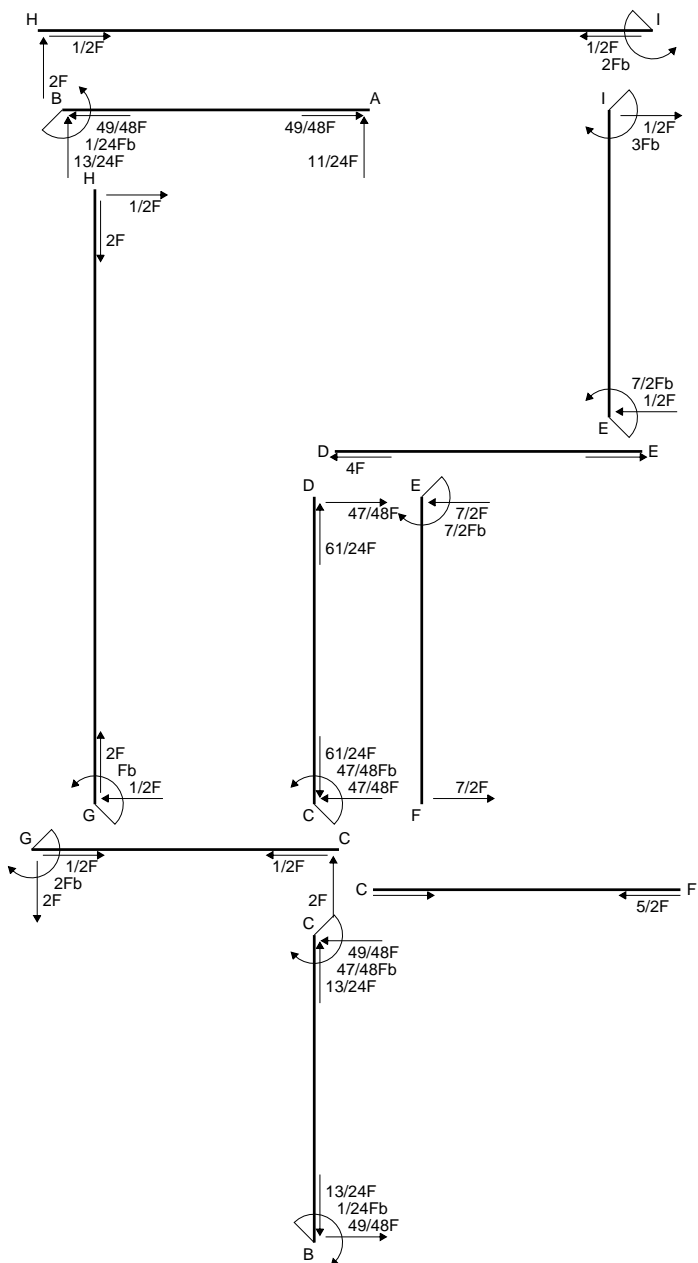 H I
1/2F 1/2F
2Fb
2F
B A I
49/48F 49/48F 1/2F
1/24Fb 3Fb
13/24F 11/24F
H
1/2F
2F
7/2Fb
1/2F
E
D E
4F
D E
47/48F 7/2F
7/2Fb
61/24F
2F 61/24F
Fb 47/48Fb
1/2F 47/48F 7/2F
G C F
G C
1/2F 1/2F
2Fb
2F 2F
C F
5/2F
C
49/48F
47/48Fb
13/24F
13/24F
1/24Fb
49/48F
B